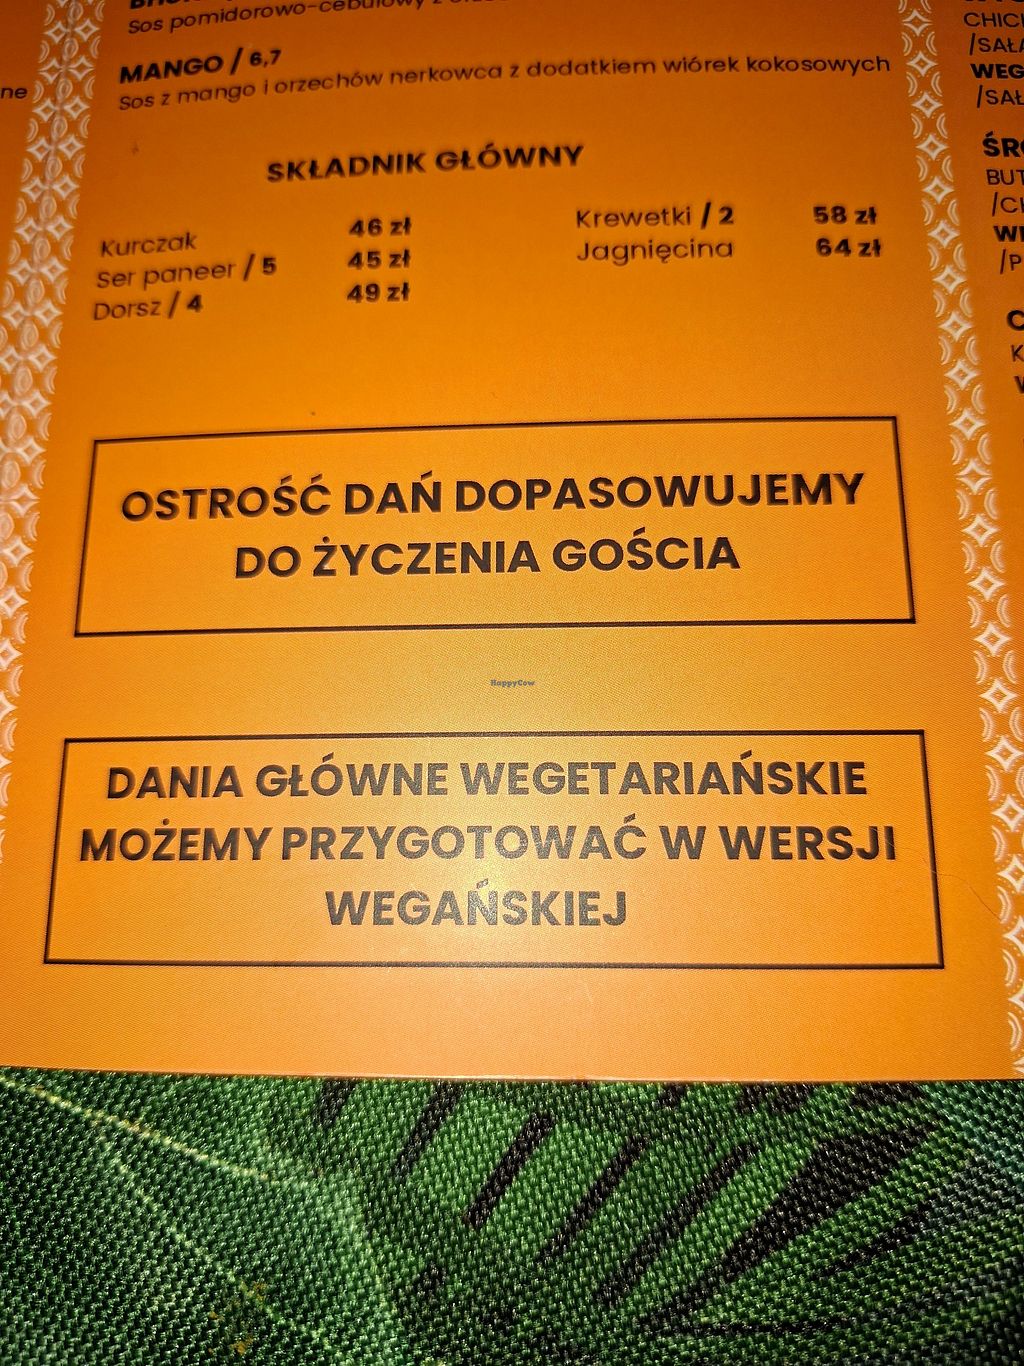 Sos pomidorowo-cebulowy z
MANGO / 6,7
Sos z mango i orzechów nerkowca z dodatkiem wiórek kokosowych
SKŁADNIK GŁÓWNY
Kurczak 46 zł
Ser paneer / 5 45 zł
Dorsz / 4 49 zł
Krewetki / 2 58 zł
Jagnięcina 64 zł
OSTROŚĆ DAŃ DOPASOWUJEMY
DO ŻYCZENIA GOŚCIA
HappyCow
DANIA GŁÓWNE WEGETARIAŃSKIE
MOŻEMY PRZYGOTOWAĆ W WERSJI
WEGAŃSKIEJ